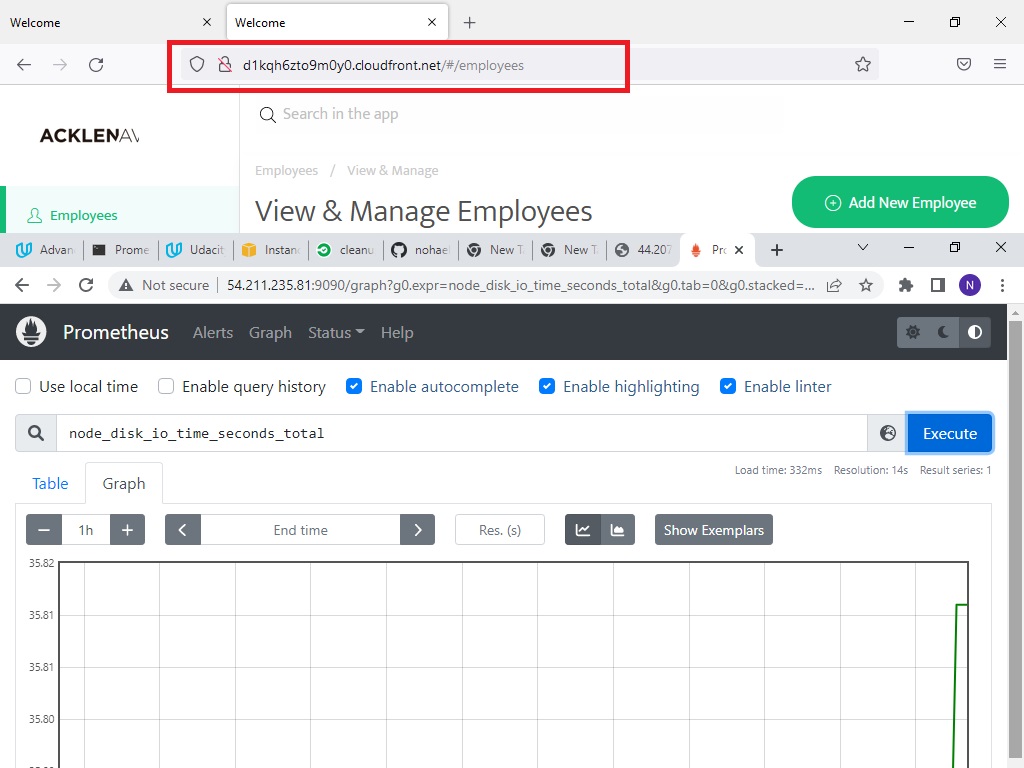 Welcome
Welcome
d1kqh6zto9m0y0.cloudfront.net/#/employees
ACKLENAV
Search in the app
Employees / View & Manage
View & Manage Employees
Add New Employee
Employees
Advan
Prome
Udacit
Instanc
cleanu
nohael
New T
New T
44.207
Pro
Not secure
54.211.235.81:9090/graph?g0.expr=node_disk_io_time_seconds_total&g0.tab=0&g0.stacked=...
N
Prometheus Alerts Graph Status Help
Use local time Enable query history Enable autocomplete Enable highlighting Enable linter
node_disk_io_time_seconds_total
Execute
Load time: 332ms Resolution: 14s Result series: 1
Table Graph
1h End time Res. (s) Show Exemplars
35.82
35.81
35.81
35.80